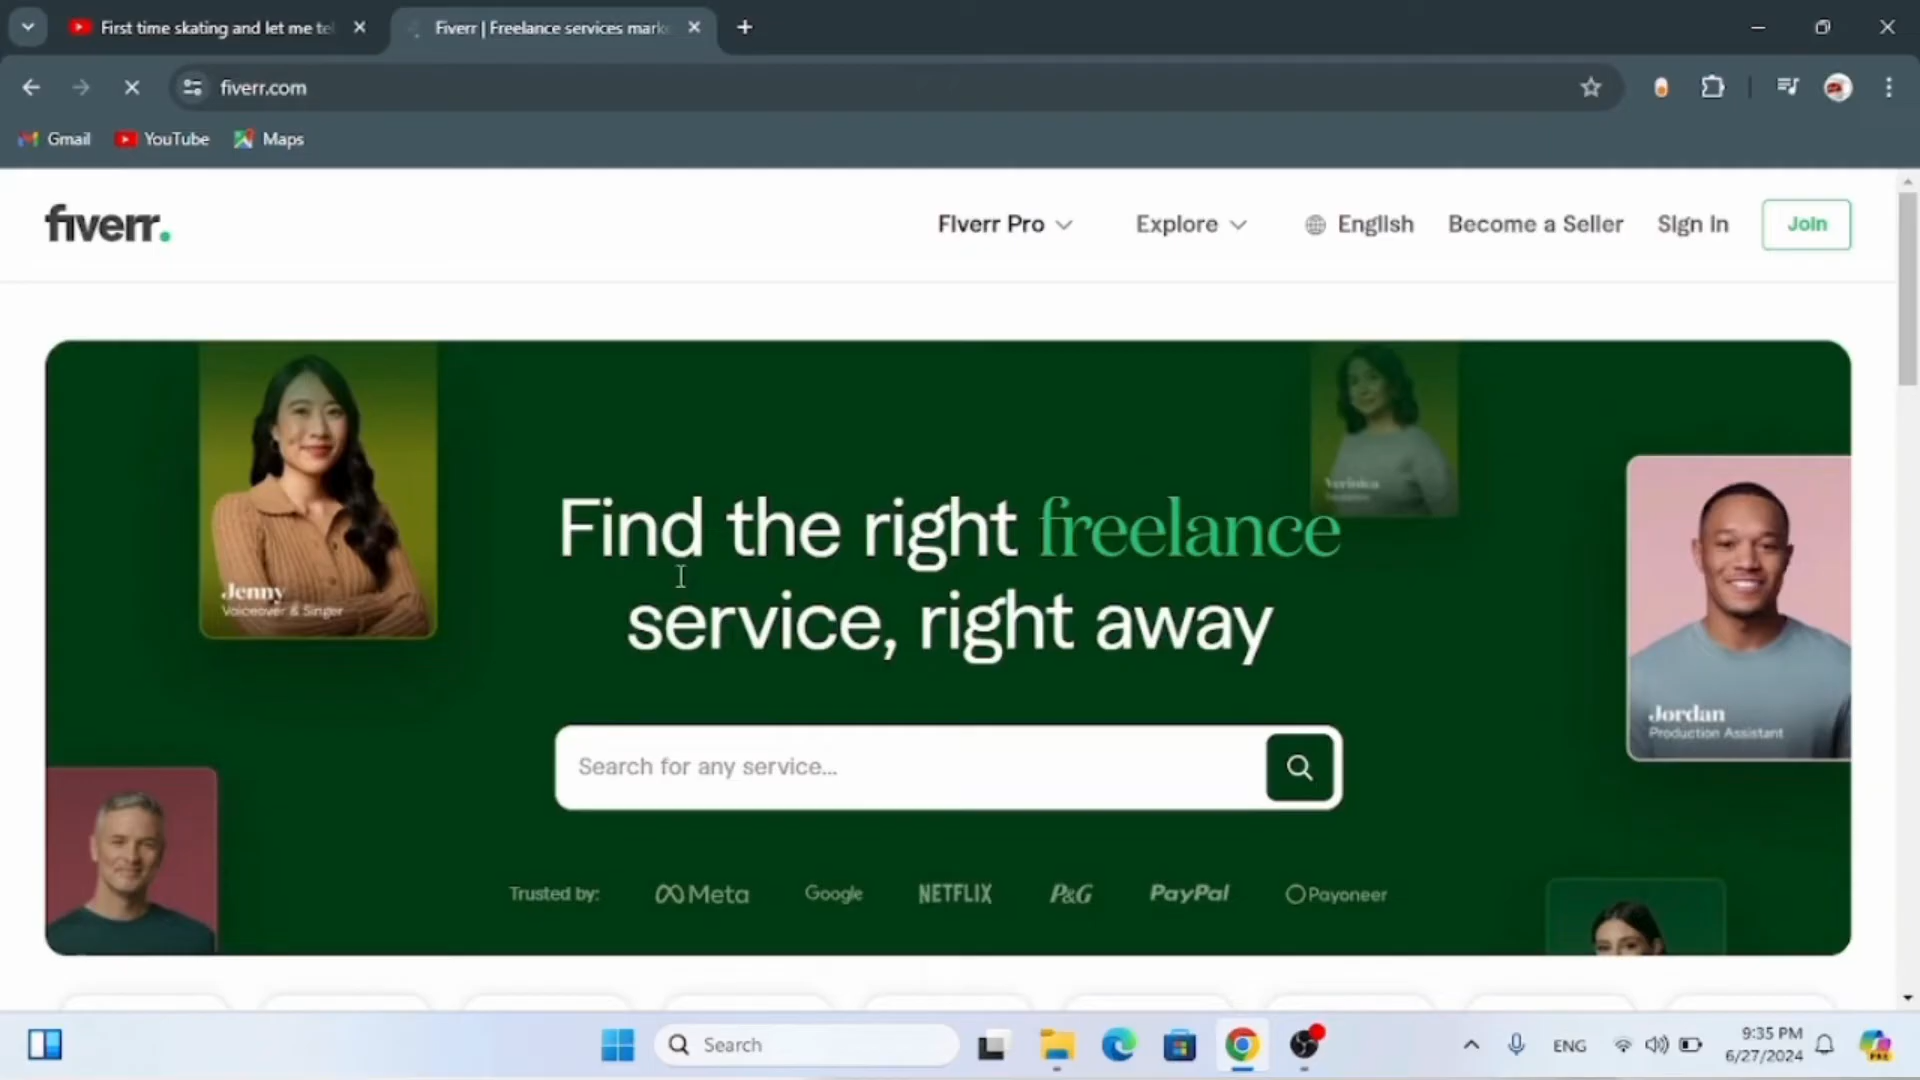 First time skating and let me te
Fiverr | Freelance services mark
fiverr.com
Gmail
YouTube
Maps
fiverr.
Fiverr Pro
Explore
English
Become a Seller
Sign In
Join
Jenny
Voiceover & Singer
Find the right freelance
service, right away
Jordan
Production Assistant
Search for any service...
Trusted by:
Meta
Google
NETFLIX
P&G
PayPal
Payoneer
Search
ENG
9:35 PM
6/27/2024
PRE